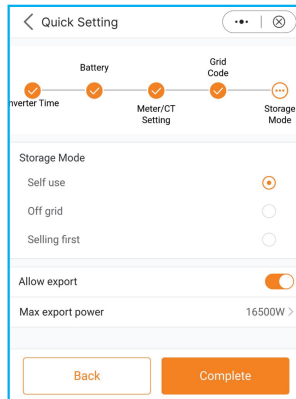 Quick Setting
Battery
Grid
Code
nverter Time
Meter/CT
Setting
Storage
Mode
Storage Mode
Self use
Off grid
Selling first
Allow export
Max export power 16500W >
Back
Complete